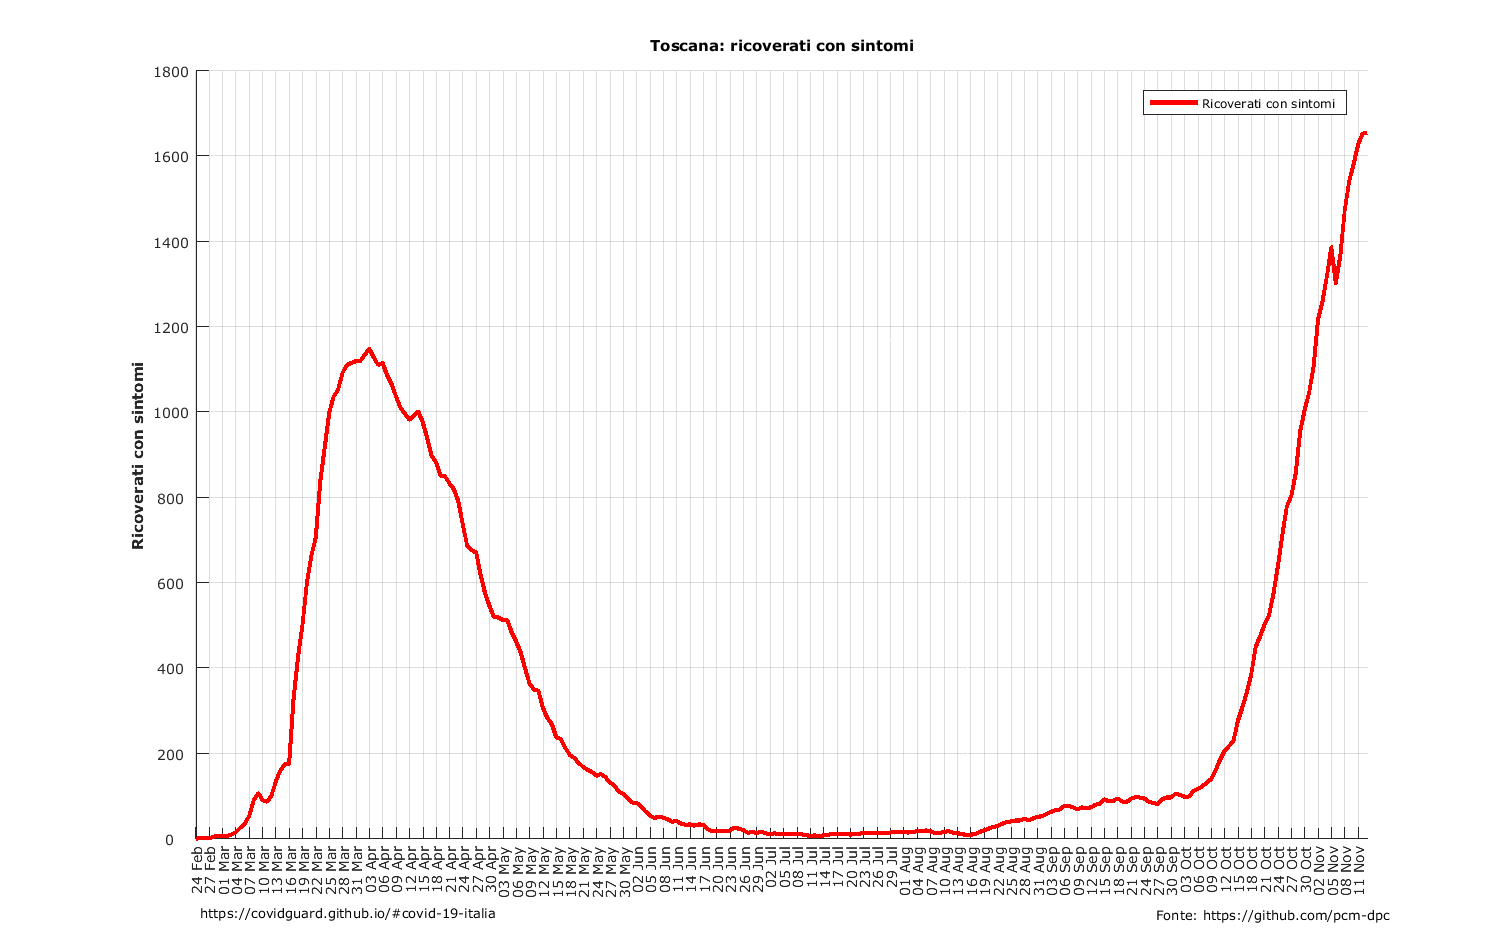 Toscana: ricoverati con sintomi
Ricoverati con sintomi
Ricoverati con sintomi
1800
1600
1400
1200
1000
800
600
400
200
0
24 Feb
27 Feb
01 Mar
04 Mar
07 Mar
10 Mar
13 Mar
16 Mar
19 Mar
22 Mar
25 Mar
28 Mar
31 Mar
03 Apr
06 Apr
09 Apr
12 Apr
15 Apr
18 Apr
21 Apr
24 Apr
27 Apr
30 Apr
03 May
06 May
09 May
12 May
15 May
18 May
21 May
24 May
27 May
30 May
02 Jun
05 Jun
08 Jun
11 Jun
14 Jun
17 Jun
20 Jun
23 Jun
26 Jun
29 Jun
02 Jul
05 Jul
08 Jul
11 Jul
14 Jul
17 Jul
20 Jul
23 Jul
26 Jul
29 Jul
01 Aug
04 Aug
07 Aug
10 Aug
13 Aug
16 Aug
19 Aug
22 Aug
25 Aug
28 Aug
31 Aug
03 Sep
06 Sep
09 Sep
12 Sep
15 Sep
18 Sep
21 Sep
24 Sep
27 Sep
30 Sep
03 Oct
06 Oct
09 Oct
12 Oct
15 Oct
18 Oct
21 Oct
24 Oct
27 Oct
30 Oct
02 Nov
05 Nov
08 Nov
11 Nov
https://covidguard.github.io/#covid-19-italia
Fonte: https://github.com/pcm-dpc